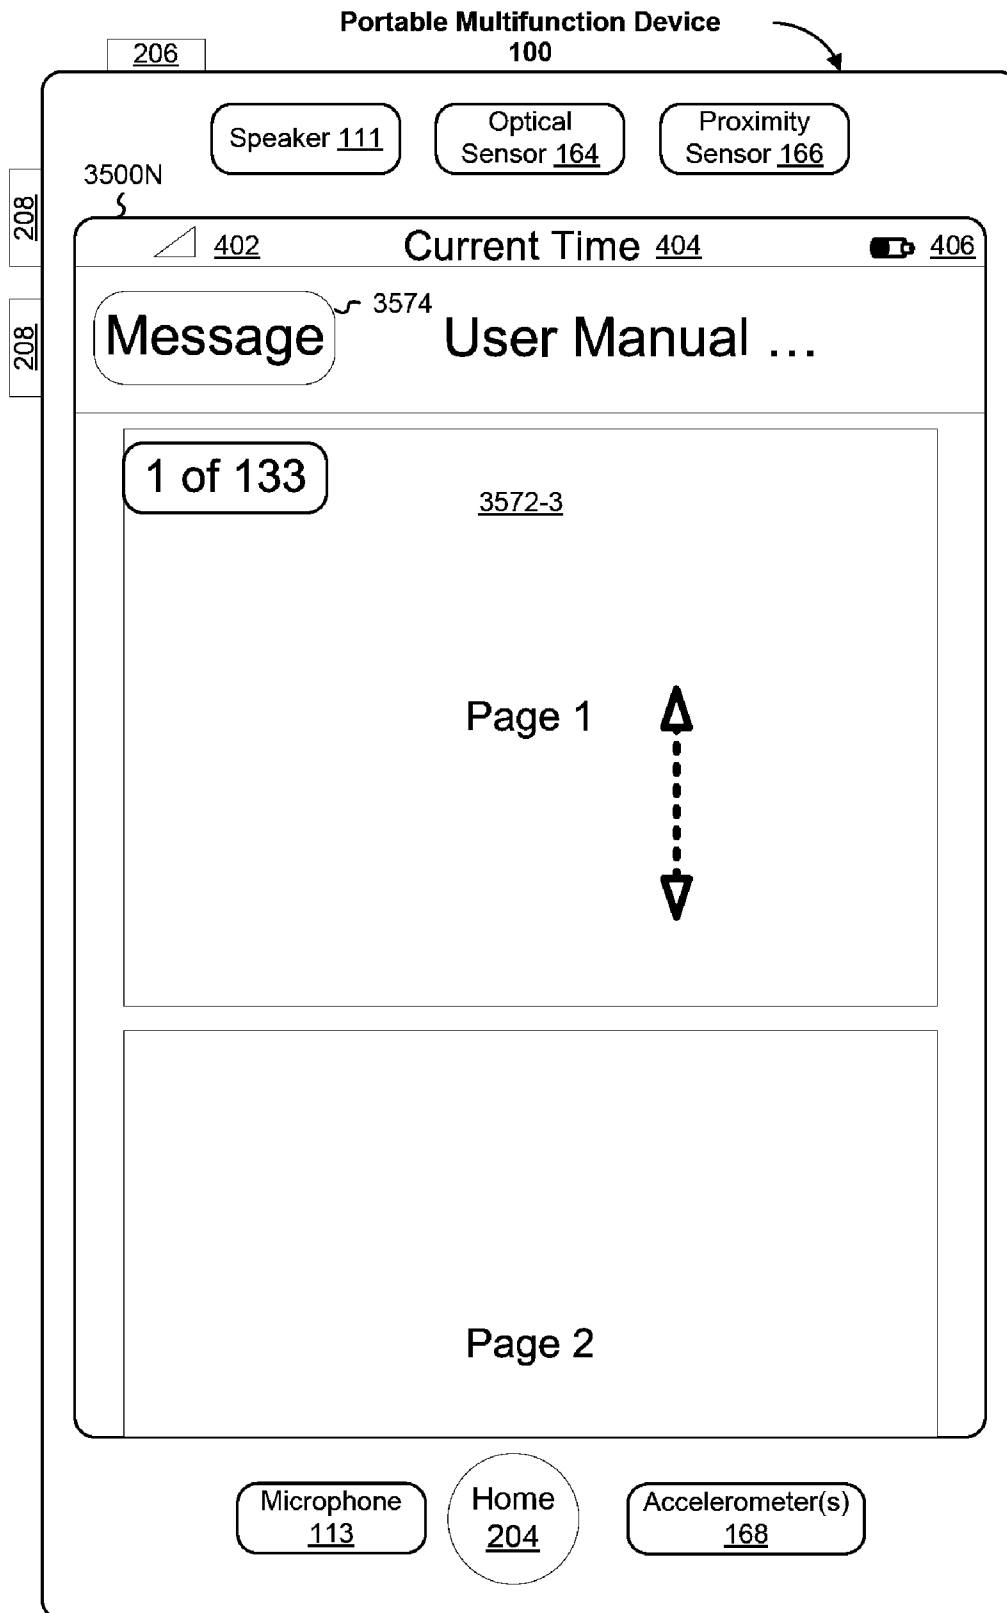 Portable Multifunction Device
100
206
Speaker 111
Optical
Sensor 164
Proximity
Sensor 166
3500N
208
402
Current Time 404
406
208
Message
3574
User Manual ...
1 of 133
3572-3
Page 1
Page 2
Microphone
113
Home
204
Accelerometer(s)
168